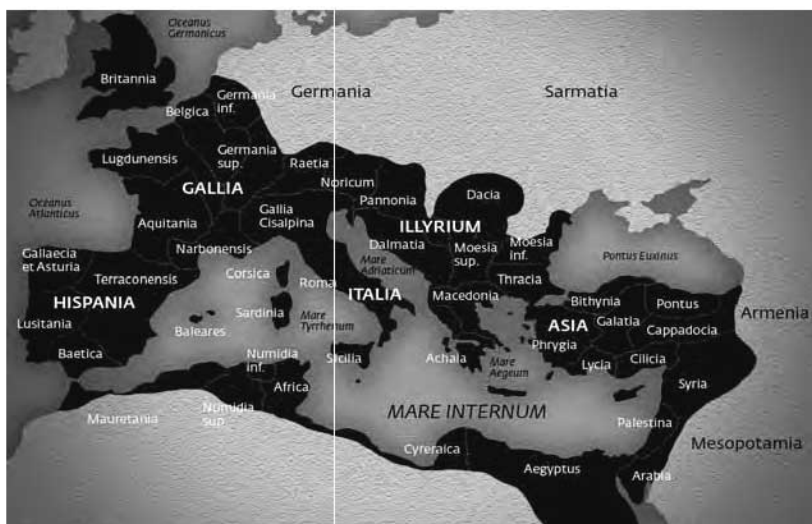 Oceanus
Germanicus
Britannia
Germania
Sarmatia
Belgica
Germania
inf.
Lugdunensis
Germania
sup.
Raetia
GALLIA
Noricum
Dacia
Pannonia
Oceanus
Atlanticus
Aquitania
Gallia
Cisalpina
ILLYRIUM
Dalmatia
Moesia
sup.
Moesia
inf.
Gallaecia
et Asturia
Narbonensis
Mare
Adriaticum
Pontus Euxinus
Terraconensis
Corsica
Roma
Thracia
HISPANIA
ITALIA
Macedonia
Bithynia
Pontus
Armenia
Lusitania
Sardinia
Mare
Tyrrhenum
ASIA
Galatia
Cappadocia
Baleares
Phrygia
Baetica
Numidia
inf.
Sicilia
Achaia
Mare
Aegeum
Lycia
Cilicia
Africa
Syria
Mauretania
Numidia
sup
MARE INTERNUM
Palestina
Mesopotamia
Cyreraica
Aegyptus
Arabia